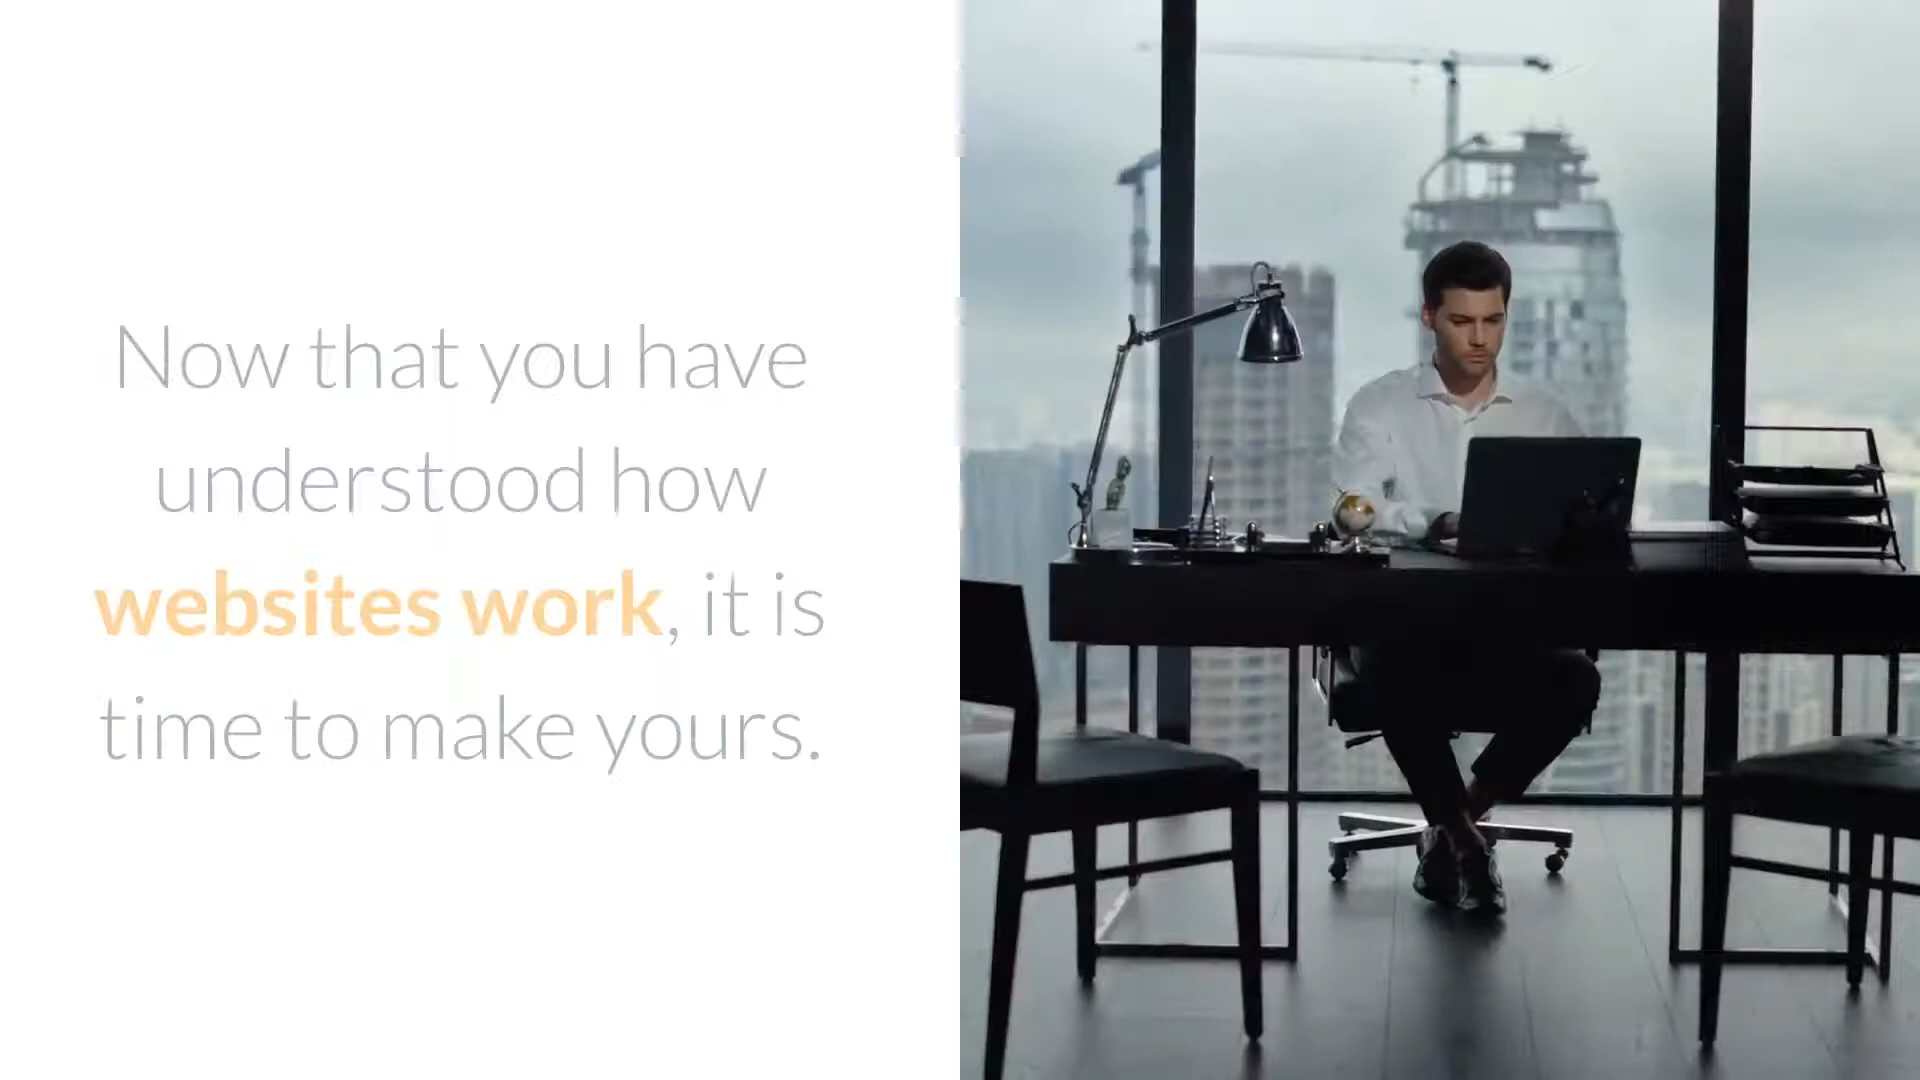 Now that you have
understood how
websites work, it is
time to make yours.